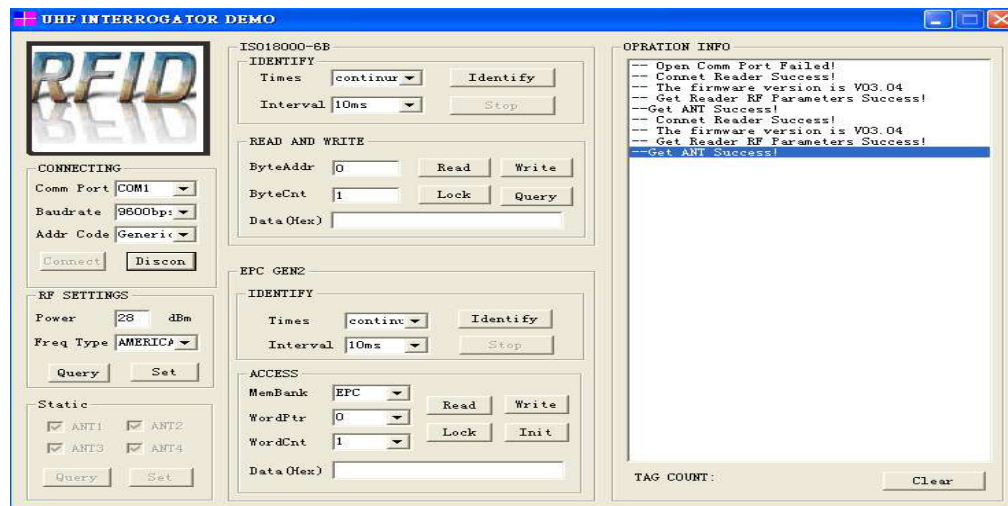 UHF INTERROGATOR DEMO
RFID
CONNECTING
Comm Port COM1
Baudrate 9600bp
Addr Code Generic
Connect Discon
RF SETTINGS
Power 28 dBm
Freq Type AMERICA
Query Set
Static
ANT1 ANT2
ANT3 ANT4
Query Set
ISO18000-6B
IDENTIFY
Times continur Identify
Interval 10ms Stop
READ AND WRITE
ByteAddr 0 Read Write
ByteCnt 1 Lock Query
Data(Hex)
EPC GEN2
IDENTIFY
Times continu Identify
Interval 10ms Stop
ACCESS
MemBank EPC
Read Write
WordPtr 0
Lock Init
WordCnt 1
Data(Hex)
OPRATION INFO
-- Open Comm Port Failed!
-- Connet Reader Success!
-- The firmware version is V03.04
-- Get Reader RF Parameters Success!
--Get ANT Success!
-- Connet Reader Success!
-- The firmware version is V03.04
-- Get Reader RF Parameters Success!
--Get ANT Success!
TAG COUNT:
Clear